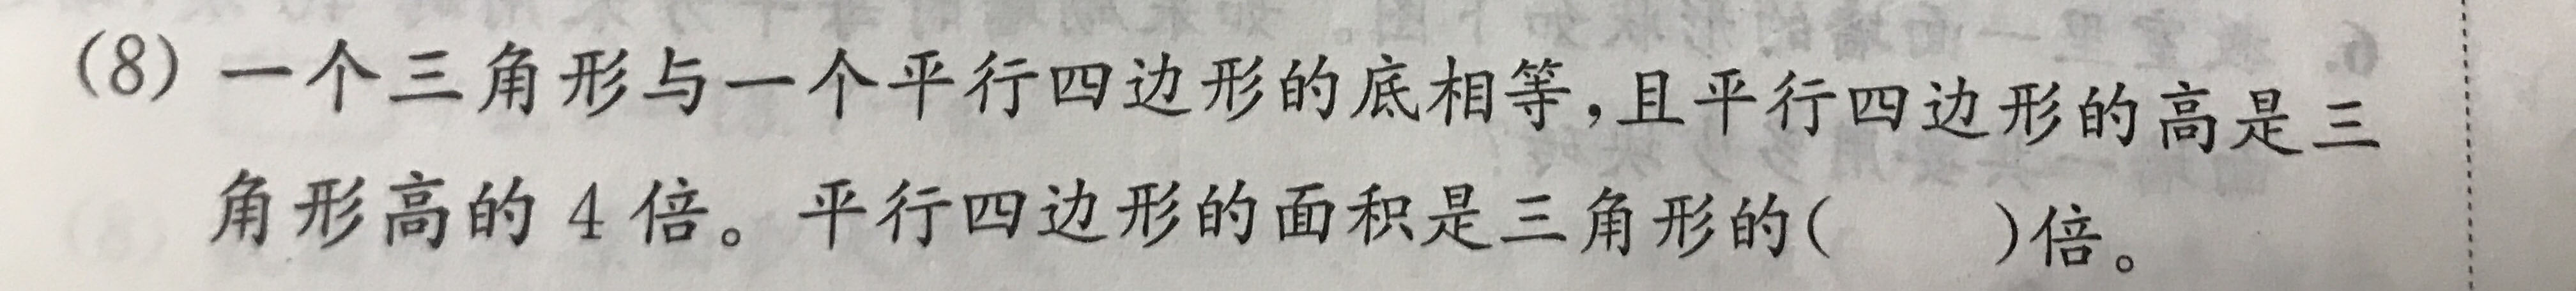 (8) 一个三角形与一个平行四边形的底相等,且平行四边形的高是三
角形高的 4 倍。平行四边形的面积是三角形的(    )倍。